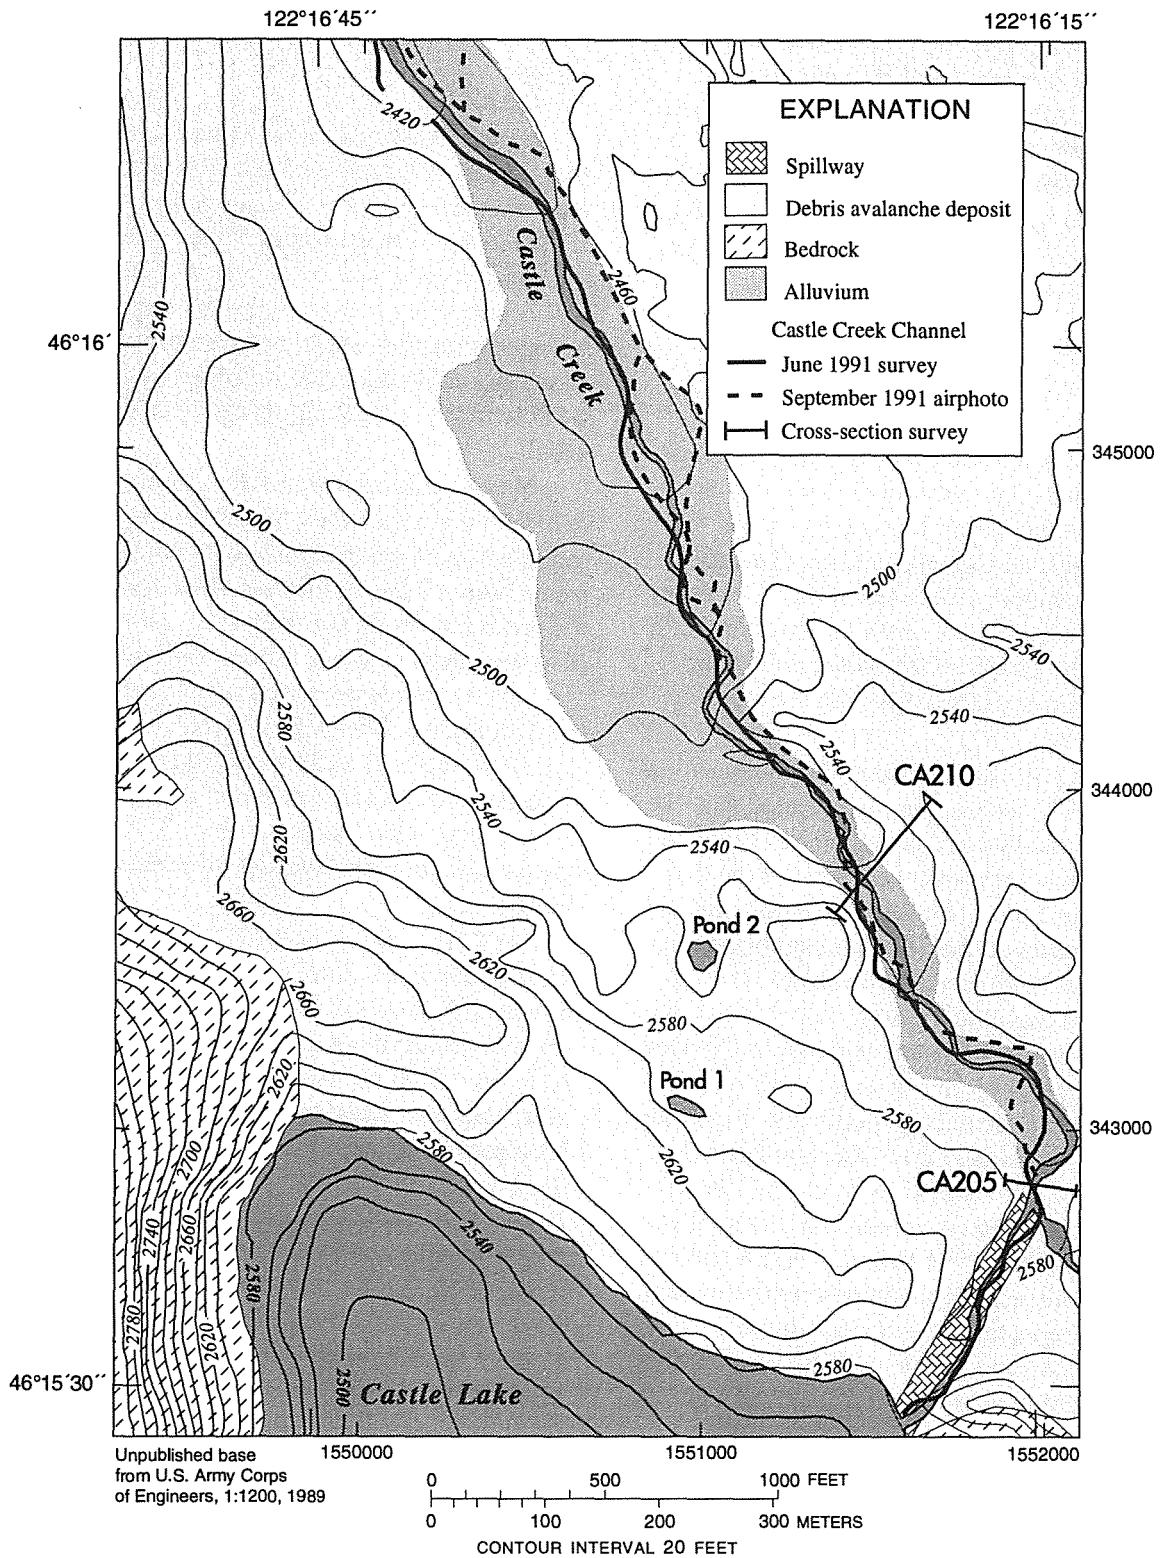 122°16´45´´
122°16´15´´
2420
EXPLANATION
Spillway
Debris avalanche deposit
Bedrock
Alluvium
Castle Creek Channel
June 1991 survey
September 1991 airphoto
Cross-section survey
Castle
Creek
2460
2540
46°16´
345000
2500
2500
2540
2500
2540
2580
2540
CA210
344000
2540
2540
2620
2660
Pond 2
2620
2660
2580
Pond 1
2620
2580
343000
2580
2620
CA205
2700
2740
2660
2540
2580
2580
2780
2620
2580
46°15´30´´
2500
Castle Lake
Unpublished base
from U.S. Army Corps
of Engineers, 1:1200, 1989
1550000
1551000
1552000
0 500 1000 FEET
0 100 200 300 METERS
CONTOUR INTERVAL 20 FEET